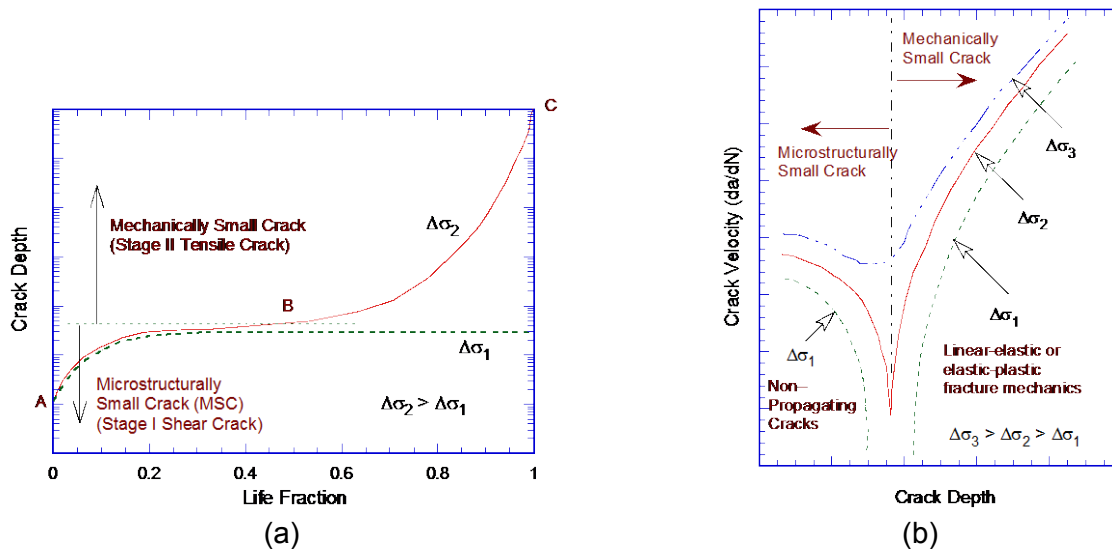 C
Mechanically Small Crack
(Stage II Tensile Crack)
Δσ2
B
Δσ1
A
Microstructurally
Small Crack (MSC)
(Stage I Shear Crack)
Δσ2 > Δσ1
Crack Depth
0
0.2
0.4
0.6
0.8
1
Life Fraction
(a)
Mechanically
Small Crack
Microstructurally
Small Crack
Δσ3
Δσ2
Δσ1
Δσ1
Non-
Propagating
Cracks
Linear-elastic or
elastic-plastic
fracture mechanics
Δσ3 > Δσ2 > Δσ1
Crack Velocity (da/dN)
Crack Depth
(b)